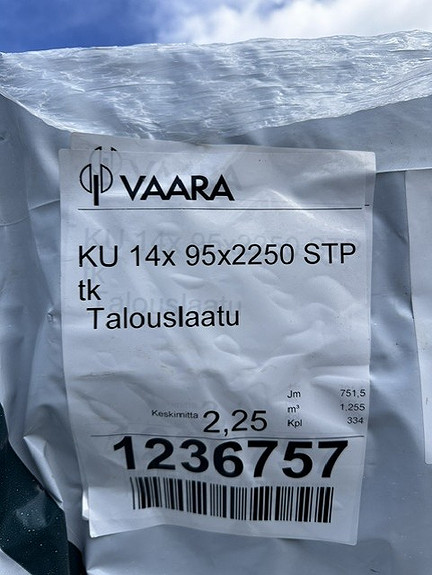 VAARA
KU 14x 95x2250 STP
tk
Talouslaatu
Jm 751,5
m³ 1,255
Keskimitta 2,25 Kpl 334
1236757